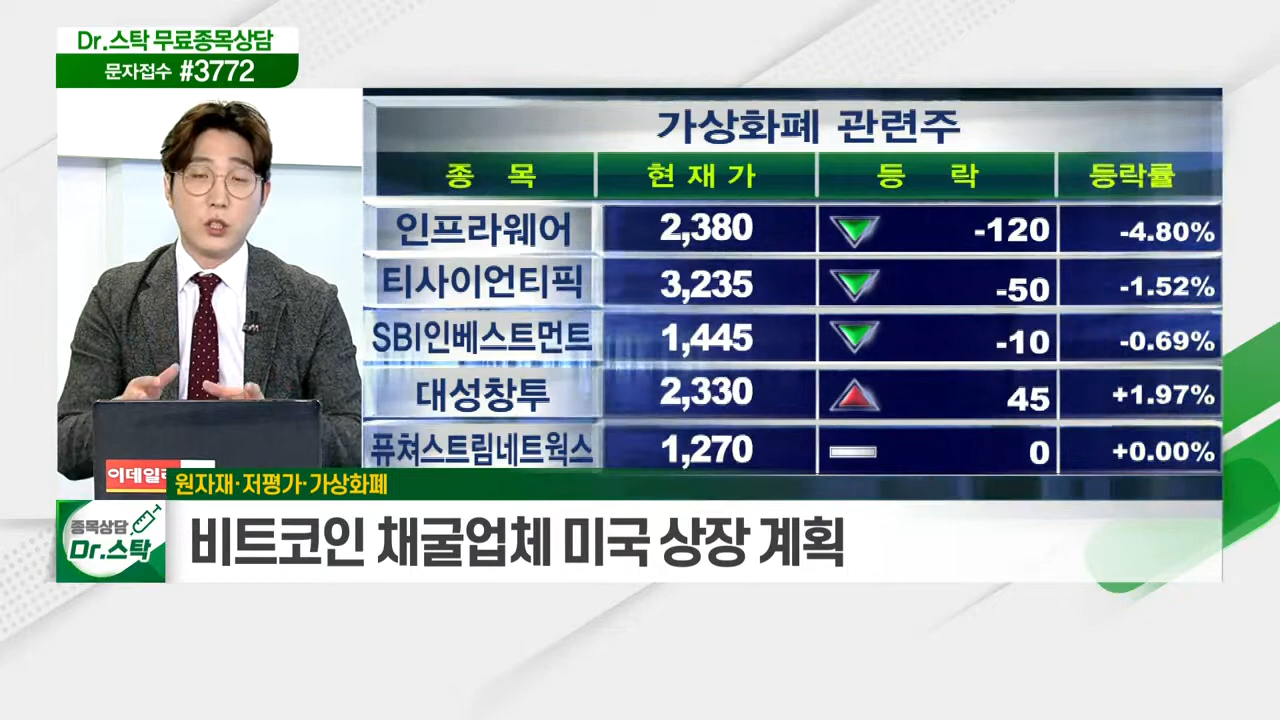 Dr.스탁 무료종목상담
문자접수 #3772
가상화폐 관련주
종 목 현재가 등 락 등락률
인프라웨어 2,380 -120 -4.80%
티사이언티픽 3,235 -50 -1.52%
SBI인베스트먼트 1,445 -10 -0.69%
대성창투 2,330 45 +1.97%
퓨쳐스트림네트웍스 1,270 0 +0.00%
이데일리
원자재·저평가·가상화폐
종목상담
Dr.스탁
비트코인 채굴업체 미국 상장 계획